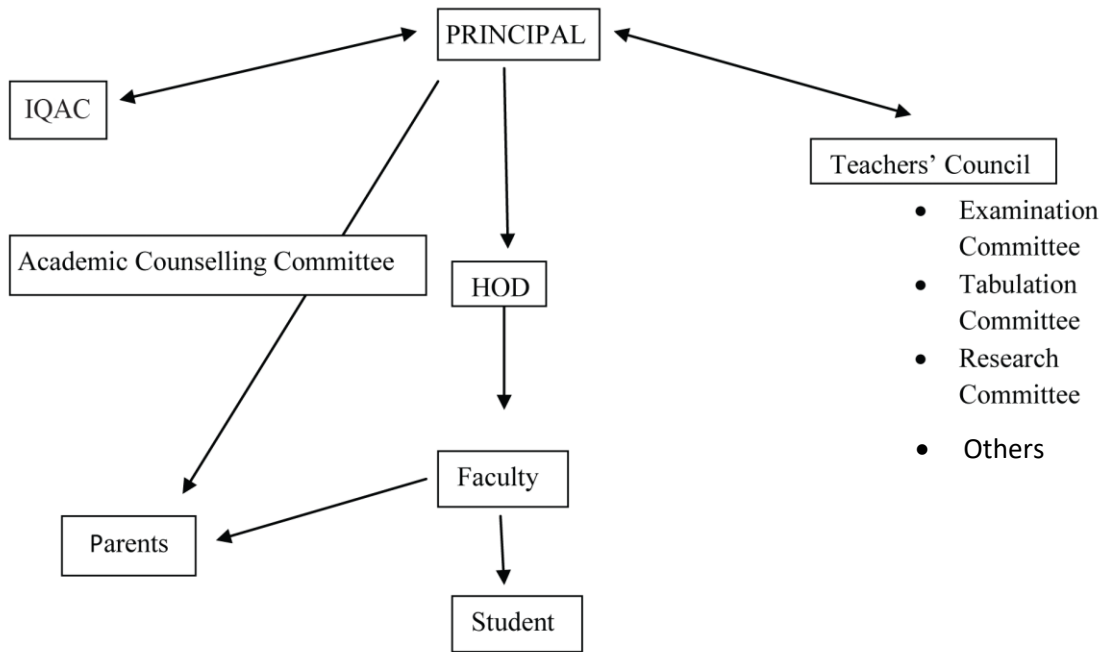 PRINCIPAL
IQAC
Teachers’ Council
• Examination
Committee
• Tabulation
Committee
• Research
Committee
• Others
Academic Counselling Committee
HOD
Faculty
Parents
Student